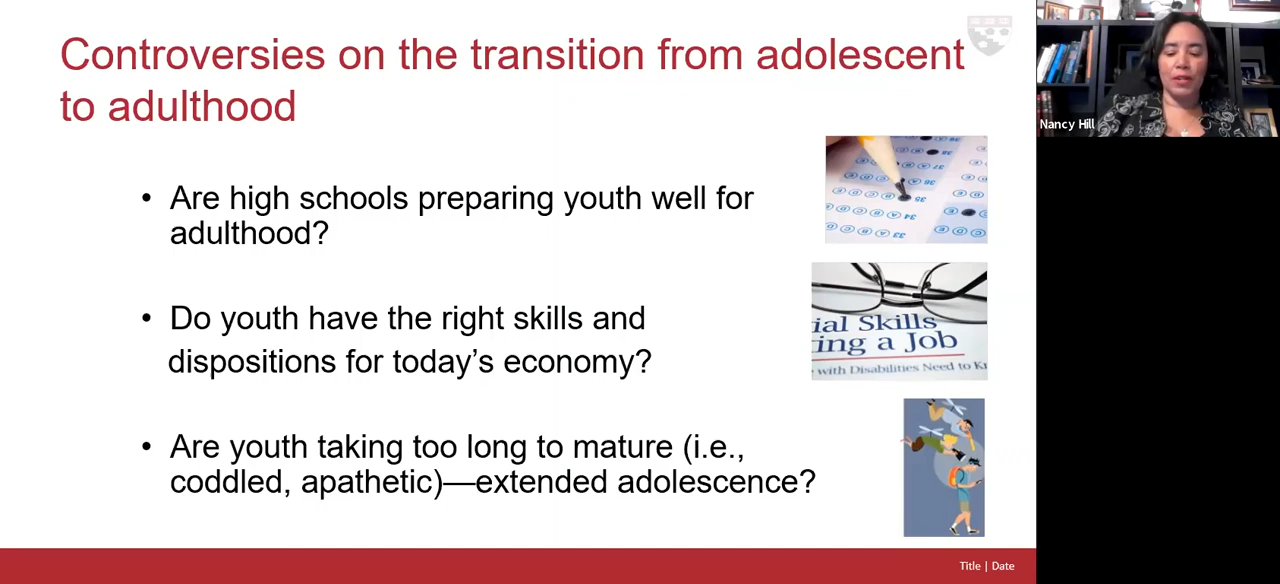 Controversies on the transition from adolescent
to adulthood
Nancy Hill
• Are high schools preparing youth well for
adulthood?
• Do youth have the right skills and
dispositions for today’s economy?
ial Skills
ing a Job
with Disabilities Need to
• Are youth taking too long to mature (i.e.,
coddled, apathetic)—extended adolescence?
Title | Date